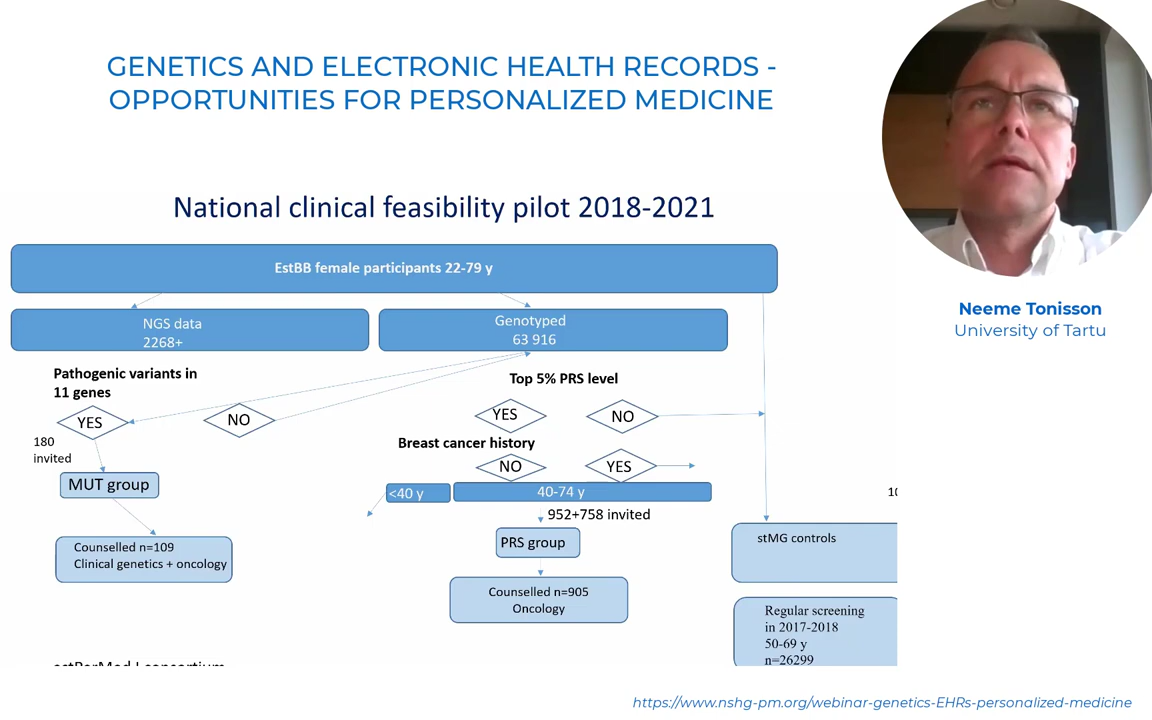 GENETICS AND ELECTRONIC HEALTH RECORDS -
OPPORTUNITIES FOR PERSONALIZED MEDICINE
Neeme Tonisson
University of Tartu
National clinical feasibility pilot 2018-2021
EstBB female participants 22-79 y
NGS data
2268+
Genotyped
63 916
Pathogenic variants in
11 genes
YES
NO
180
invited
MUT group
Counselled n=109
Clinical genetics + oncology
Top 5% PRS level
YES
NO
Breast cancer history
NO
YES
<40 y
40-74 y
952+758 invited
PRS group
Counselled n=905
Oncology
10
stMG controls
Regular screening
in 2017-2018
50-69 y
n=26299
https://www.nshg-pm.org/webinar-genetics-EHRs-personalized-medicine